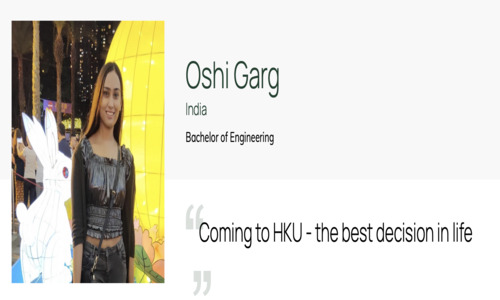 Oshi Garg
India
Bachelor of Engineering
“
Coming to HKU - the best decision in life
”